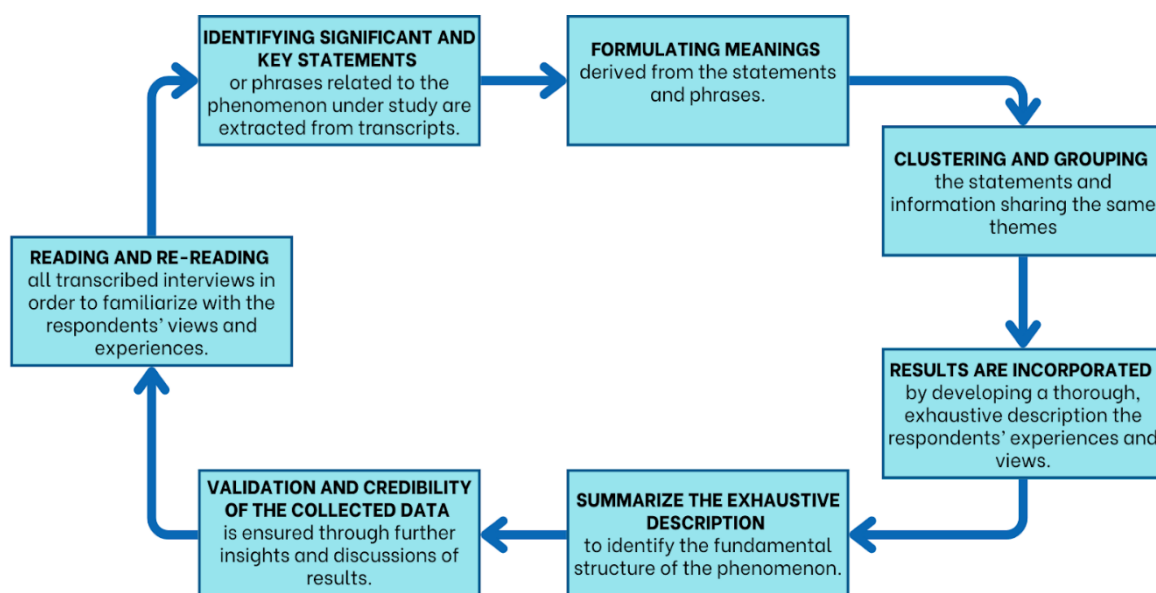 IDENTIFYING SIGNIFICANT AND
KEY STATEMENTS
or phrases related to the
phenomenon under study are
extracted from transcripts.
FORMULATING MEANINGS
derived from the statements
and phrases.
CLUSTERING AND GROUPING
the statements and
information sharing the same
themes
RESULTS ARE INCORPORATED
by developing a thorough,
exhaustive description the
respondents' experiences and
views.
SUMMARIZE THE EXHAUSTIVE
DESCRIPTION
to identify the fundamental
structure of the phenomenon.
VALIDATION AND CREDIBILITY
OF THE COLLECTED DATA
is ensured through further
insights and discussions of
results.
READING AND RE-READING
all transcribed interviews in
order to familiarize with the
respondents' views and
experiences.